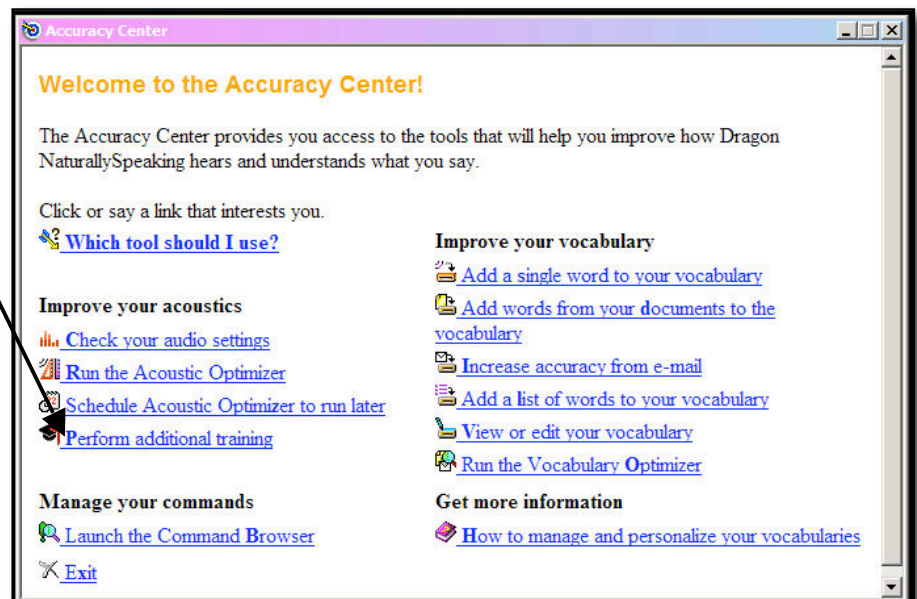 Accuracy Center
Welcome to the Accuracy Center!
The Accuracy Center provides you access to the tools that will help you improve how Dragon
NaturallySpeaking hears and understands what you say.
Click or say a link that interests you.
Which tool should I use?
Improve your acoustics
Check your audio settings
Run the Acoustic Optimizer
Schedule Acoustic Optimizer to run later
Perform additional training
Manage your commands
Launch the Command Browser
Exit
Improve your vocabulary
Add a single word to your vocabulary
Add words from your documents to the
vocabulary
Increase accuracy from e-mail
Add a list of words to your vocabulary
View or edit your vocabulary
Run the Vocabulary Optimizer
Get more information
How to manage and personalize your vocabularies